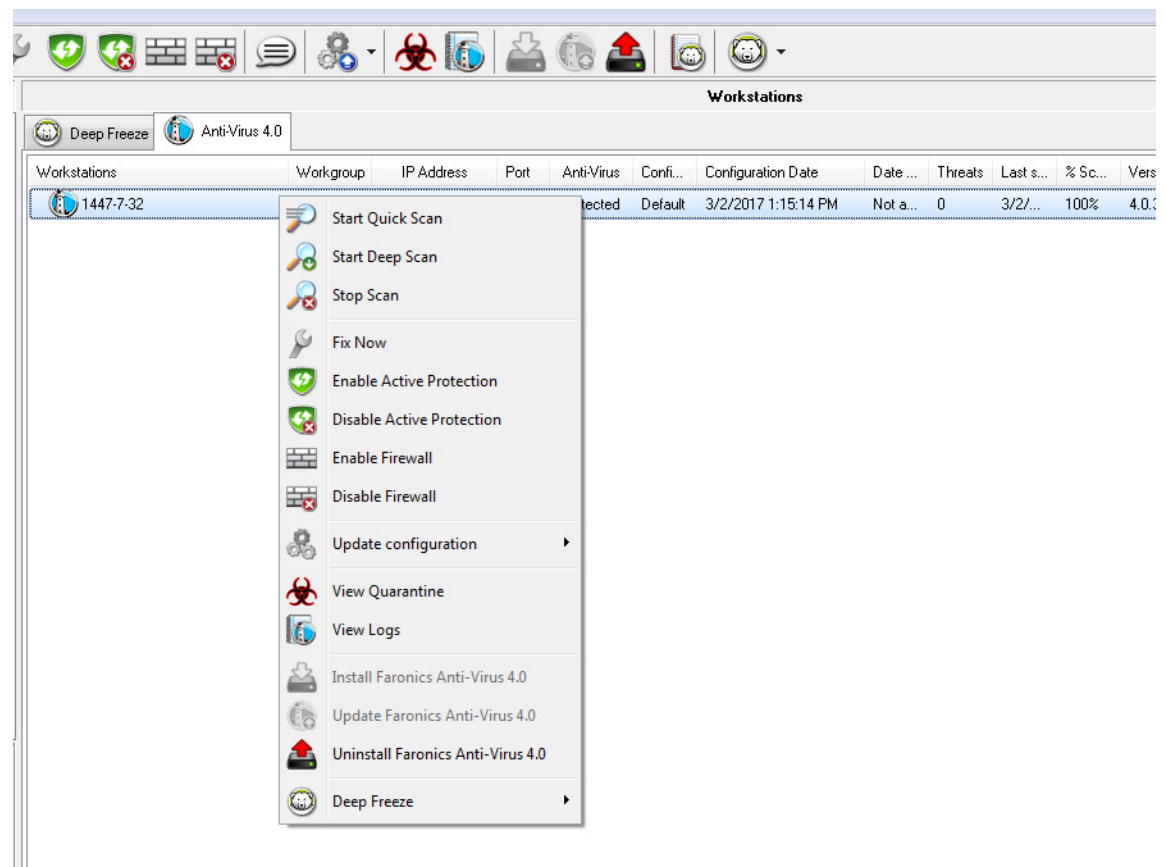 Workstations
Deep Freeze Anti-Virus 4.0
Workstations Workgroup IP Address Port Anti-Virus Confi... Configuration Date Date ... Threats Last s... % Sc... Vers
1447-7-32 tected Default 3/2/2017 1:15:14 PM Not a... 0 3/2/... 100% 4.0.3
Start Quick Scan
Start Deep Scan
Stop Scan
Fix Now
Enable Active Protection
Disable Active Protection
Enable Firewall
Disable Firewall
Update configuration
View Quarantine
View Logs
Install Faronics Anti-Virus 4.0
Update Faronics Anti-Virus 4.0
Uninstall Faronics Anti-Virus 4.0
Deep Freeze